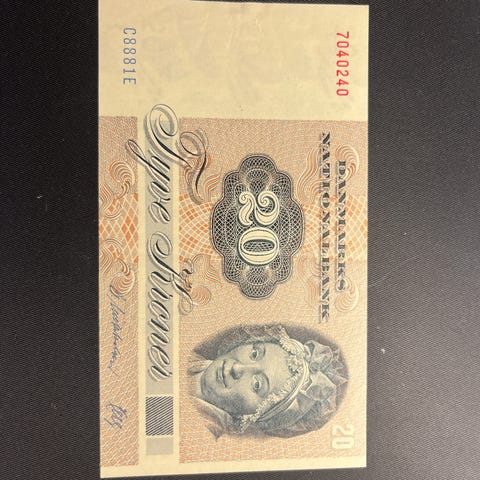 7040240
DANMARKS
NATIONALBANK
20
Tyve Kroner
C8881E
20